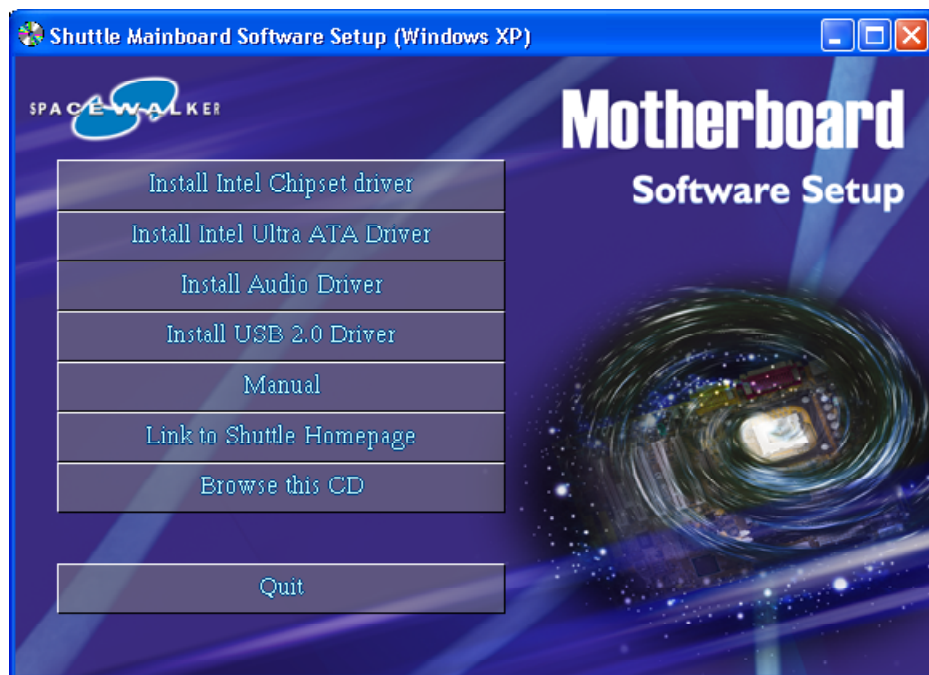 Shuttle Mainboard Software Setup (Windows XP)
SPACEWALKER
Motherboard
Software Setup
Install Intel Chipset driver
Install Intel Ultra ATA Driver
Install Audio Driver
Install USB 2.0 Driver
Manual
Link to Shuttle Homepage
Browse this CD
Quit